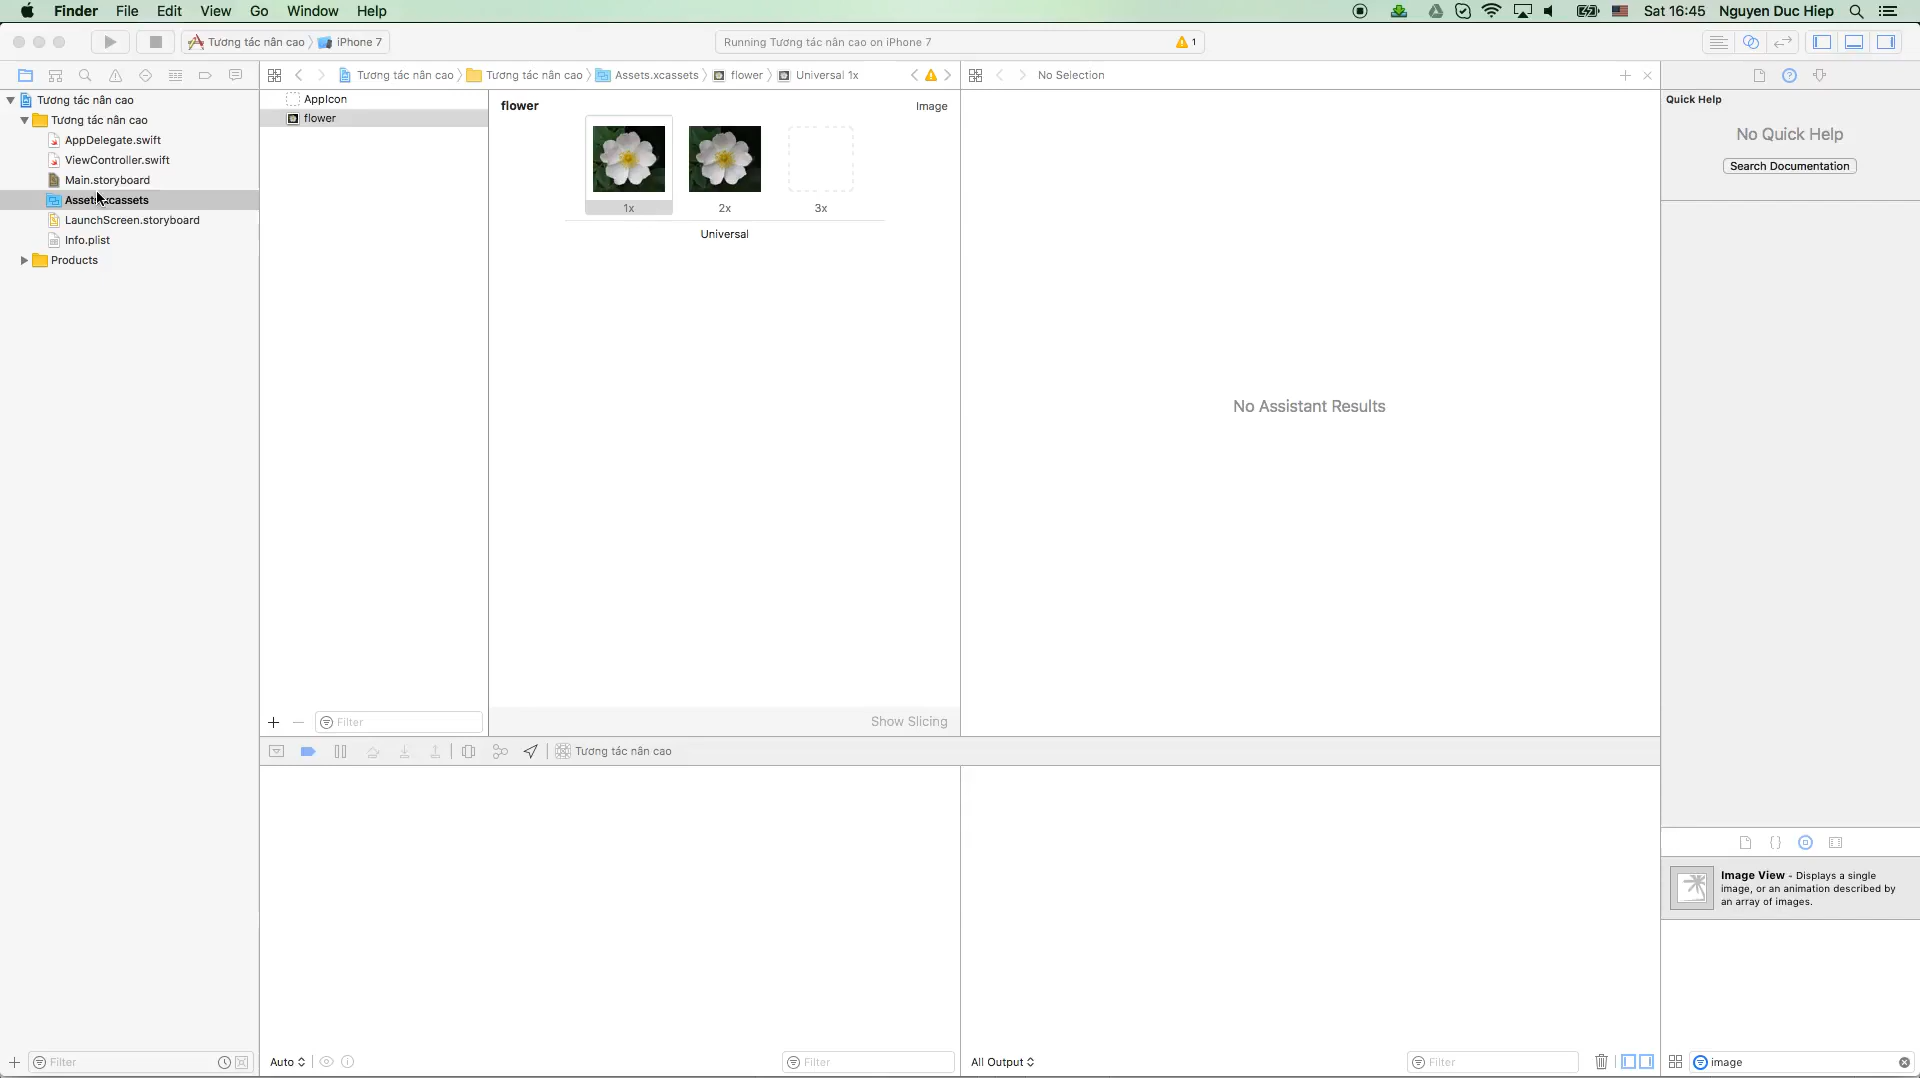 Finder File Edit View Go Window Help Sat 16:45 Nguyen Duc Hiep
Tương tác nân cao iPhone 7 Running Tương tác nân cao on iPhone 7 1
Tương tác nân cao Tương tác nân cao Assets.xcassets flower Universal 1x
No Selection
Tương tác nân cao
Tương tác nân cao
AppDelegate.swift
ViewController.swift
Main.storyboard
LaunchScreen.storyboard
Info.plist
Products
AppIcon
flower
flower Image
1x 2x 3x
Universal
No Assistant Results
Quick Help
No Quick Help
Search Documentation
Filter
Show Slicing
Tương tác nân cao
Image View - Displays a single
image, or an animation described by
an array of images.
Filter
Auto
Filter
All Output
Filter
image